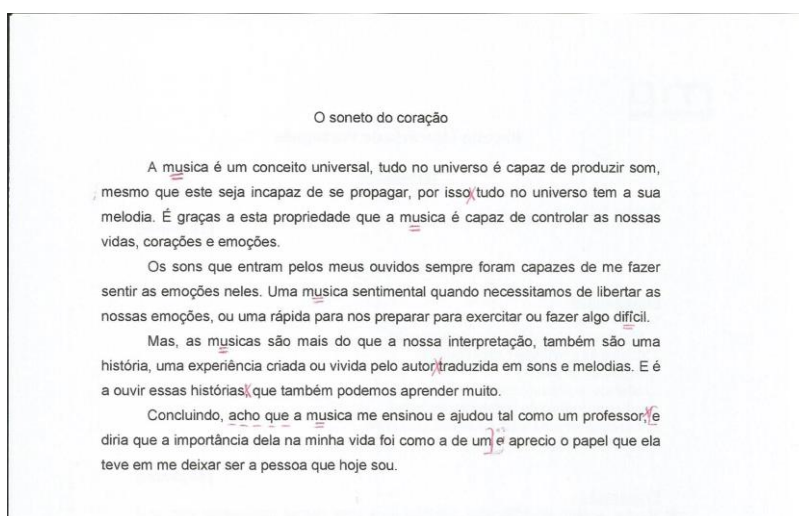 O soneto do coração
A musica é um conceito universal, tudo no universo é capaz de produzir som,
mesmo que este seja incapaz de se propagar, por isso tudo no universo tem a sua
melodia. É graças a esta propriedade que a musica é capaz de controlar as nossas
vidas, corações e emoções.
Os sons que entram pelos meus ouvidos sempre foram capazes de me fazer
sentir as emoções neles. Uma musica sentimental quando necessitamos de libertar as
nossas emoções, ou uma rápida para nos preparar para exercitar ou fazer algo dificil.
Mas, as musicas são mais do que a nossa interpretação, também são uma
história, uma experiência criada ou vivida pelo autor traduzida em sons e melodias. E é
a ouvir essas histórias que também podemos aprender muito.
Concluindo, acho que a musica me ensinou e ajudou tal como um professor, e
diria que a importância dela na minha vida foi como a de um e aprecio o papel que ela
teve em me deixar ser a pessoa que hoje sou.